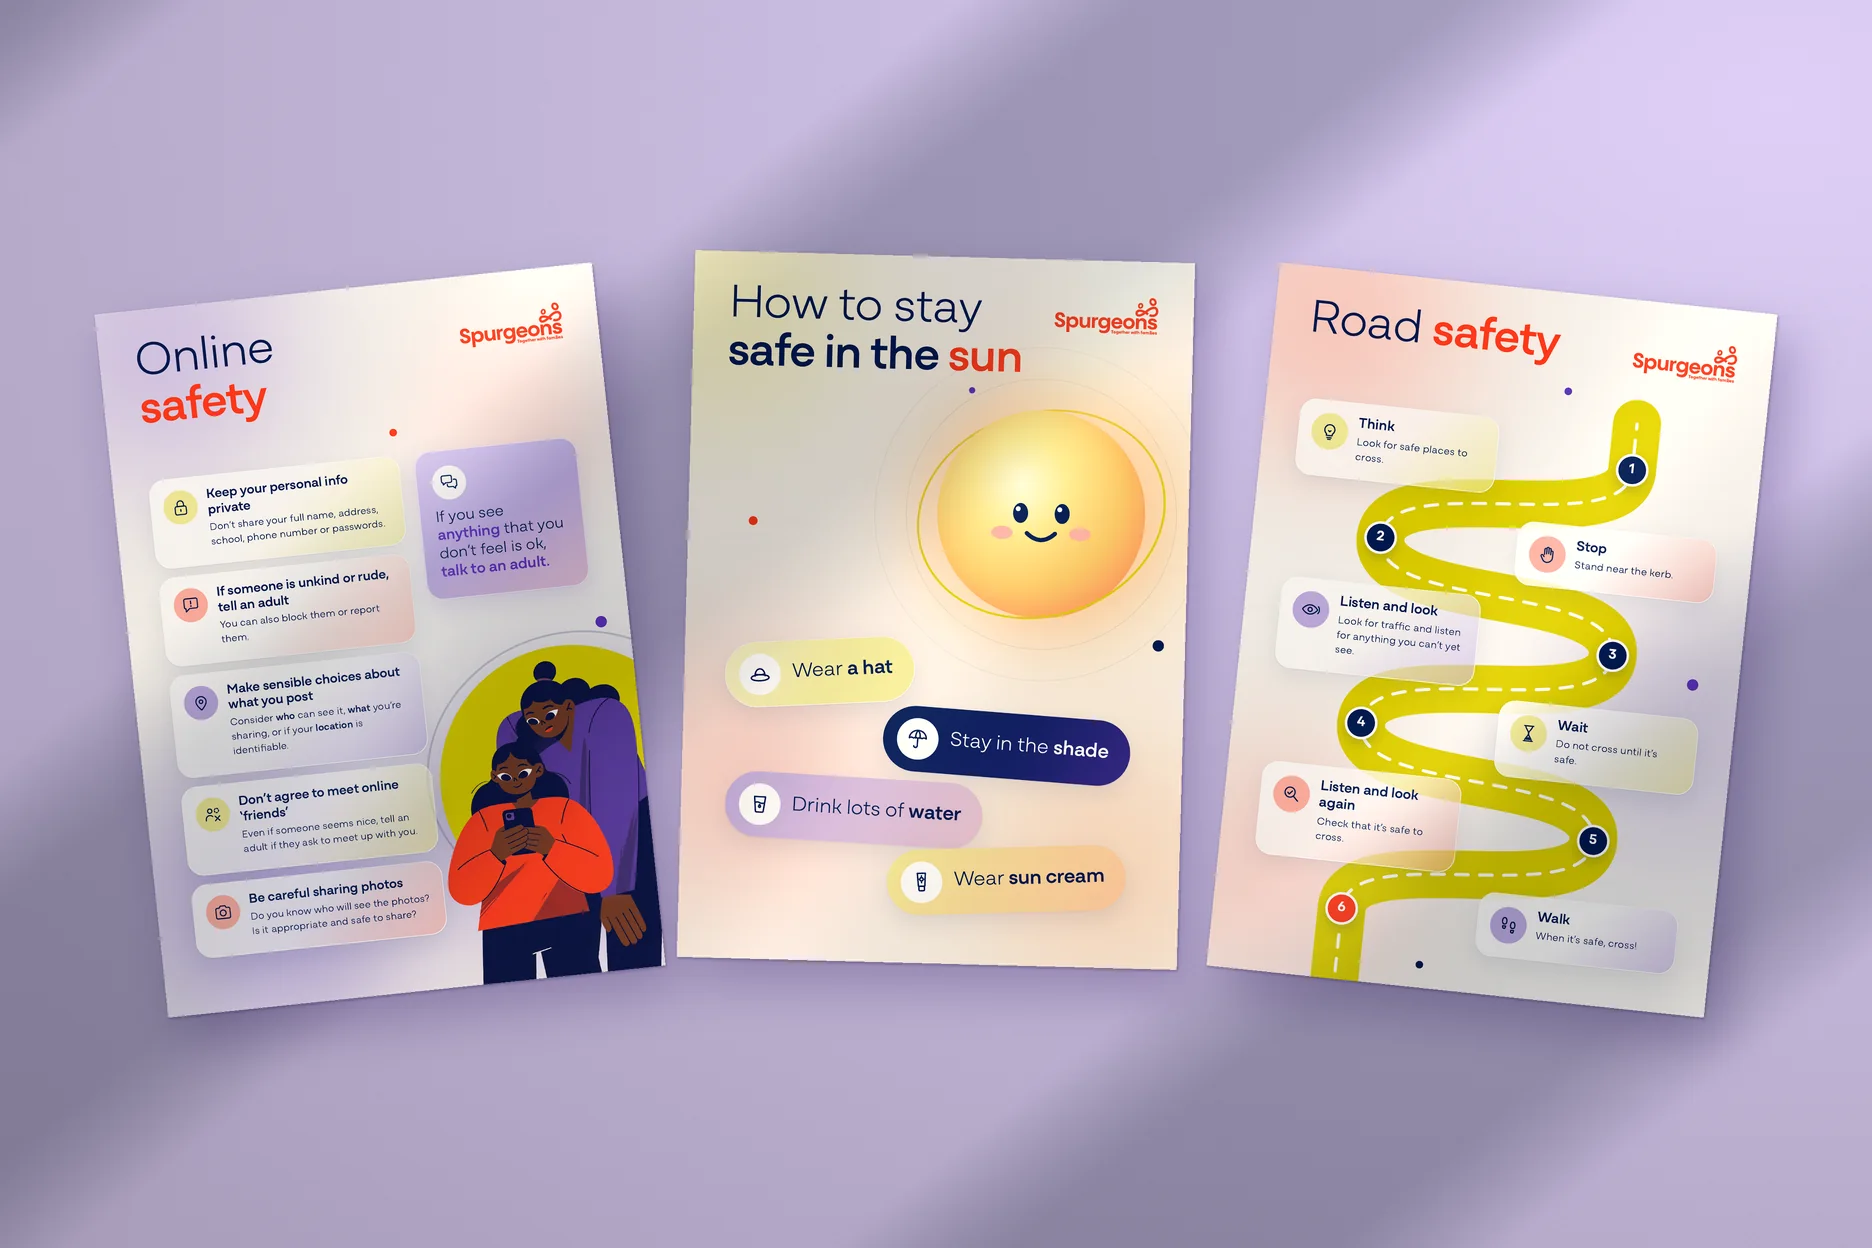 Online
safety
Spurgeons
Together with families
Keep your personal info
private
Don't share your full name, address,
school, phone number or passwords.
If someone is unkind or rude,
tell an adult
You can also block them or report
them.
Make sensible choices about
what you post
Consider who can see it, what you're
sharing, or if your location is
identifiable.
Don't agree to meet online
'friends'
Even if someone seems nice, tell an
adult if they ask to meet up with you.
Be careful sharing photos
Do you know who will see the photos?
Is it appropriate and safe to share?
If you see
anything that you
don't feel is ok,
talk to an adult.
How to stay
safe in the sun
Spurgeons
Together with families
Wear a hat
Stay in the shade
Drink lots of water
Wear sun cream
Road safety
Spurgeons
Together with families
Think
Look for safe places to
cross.
1
2
Stop
Stand near the kerb.
Listen and look
Look for traffic and listen
for anything you can't yet
see.
3
4
Wait
Do not cross until it's
safe.
Listen and look
again
Check that it's safe to
cross.
5
6
Walk
When it's safe, cross!